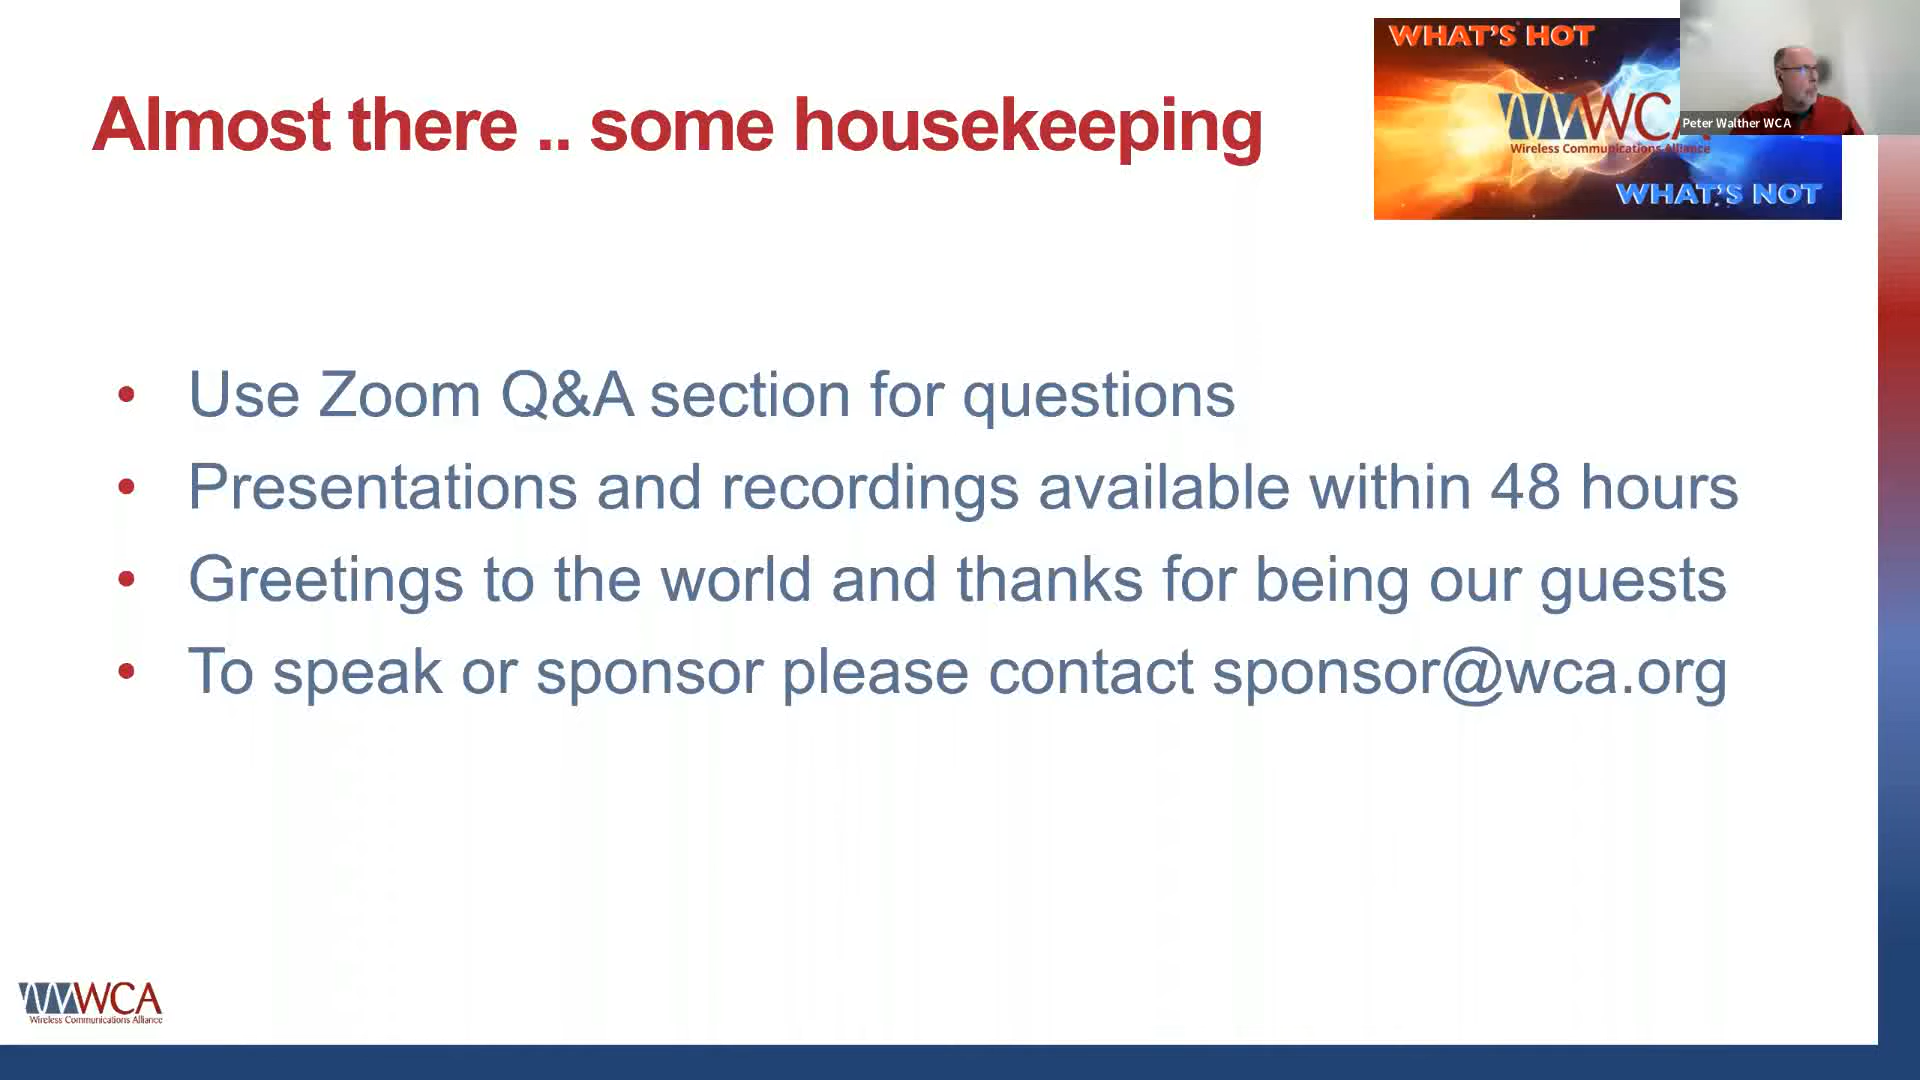 WHAT'S HOT
Almost there .. some housekeeping
WCA
Peter Walther WCA
Wireless Communications Alliance
WHAT'S NOT
• Use Zoom Q&A section for questions
• Presentations and recordings available within 48 hours
• Greetings to the world and thanks for being our guests
• To speak or sponsor please contact sponsor@wca.org
WCA
Wireless Communications Alliance